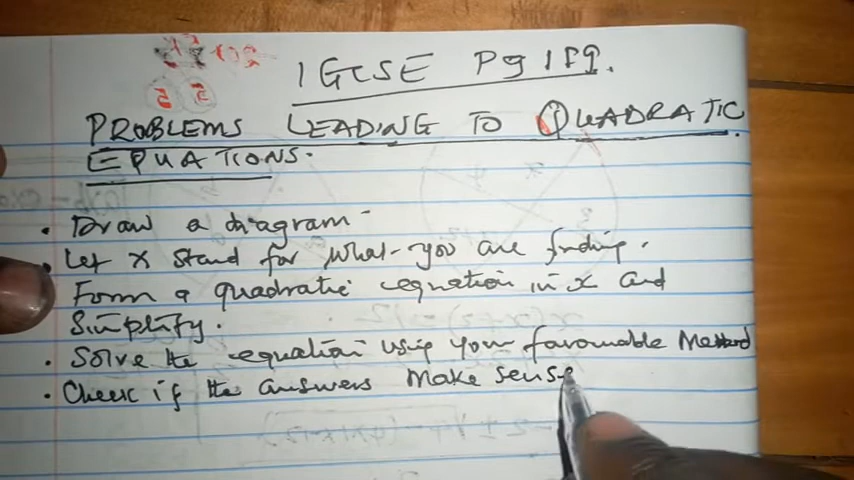 IGCSE Pg 189.
PROBLEMS LEADING TO QUADRATIC
EQUATIONS.
• Draw a diagram
• Let x stand for what you are finding.
Form a quadratic equation in x and
Simplify.
• Solve the equation using your favourable Method
• Check if the answers Make sense